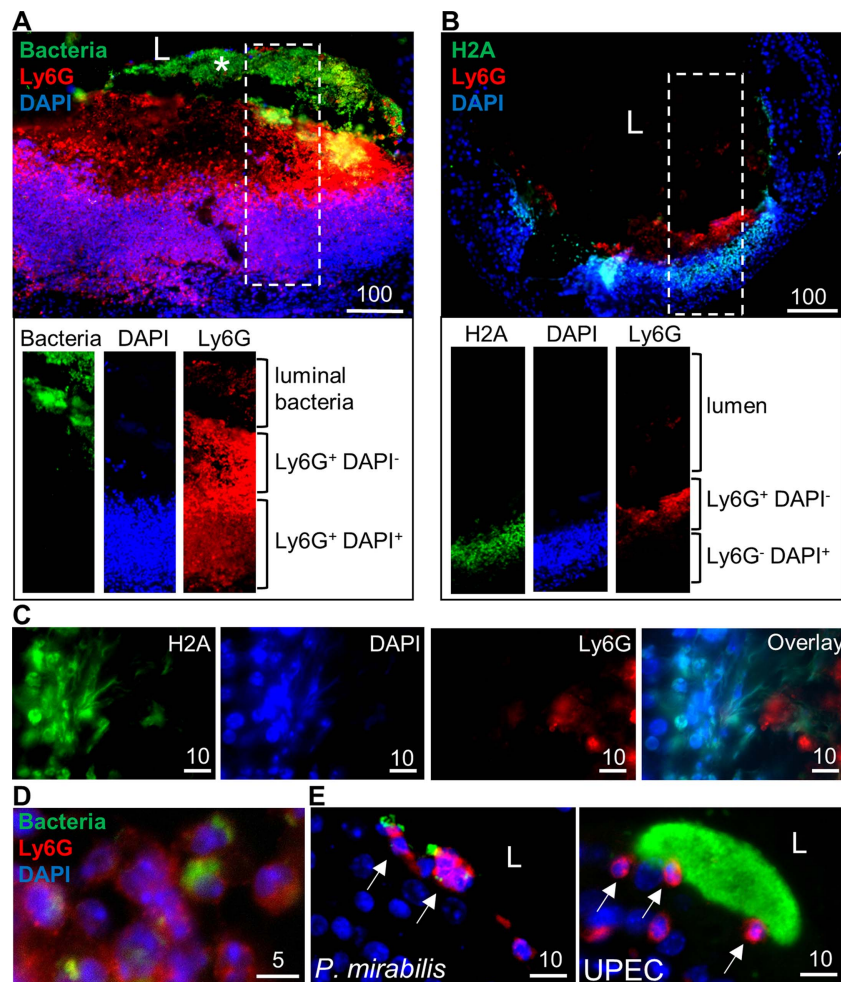 A
Bacteria
Ly6G
DAPI
L
*
100
Bacteria DAPI Ly6G
luminal
bacteria
Ly6G+ DAPI-
Ly6G+ DAPI+
B
H2A
Ly6G
DAPI
L
100
H2A DAPI Ly6G
lumen
Ly6G+ DAPI-
Ly6G- DAPI+
C
H2A
10
DAPI
10
Ly6G
10
Overlay
10
D
Bacteria
Ly6G
DAPI
5
E
L
P. mirabilis
10
L
UPEC
10